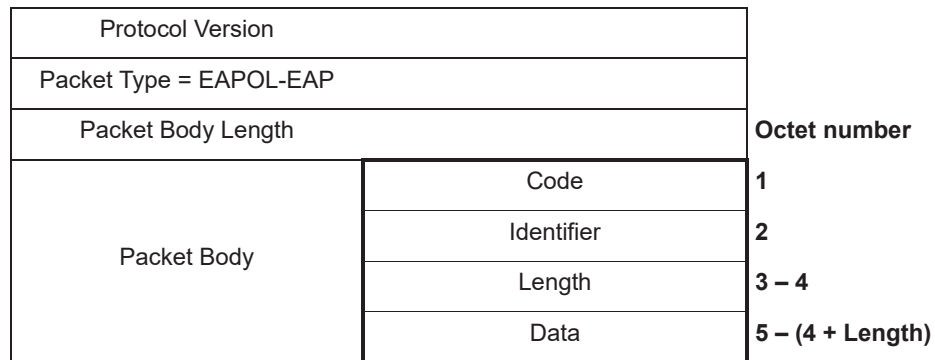 Protocol Version
Packet Type = EAPOL-EAP
Packet Body Length Octet number
Code 1
Identifier 2
Packet Body
Length 3 – 4
Data 5 – (4 + Length)